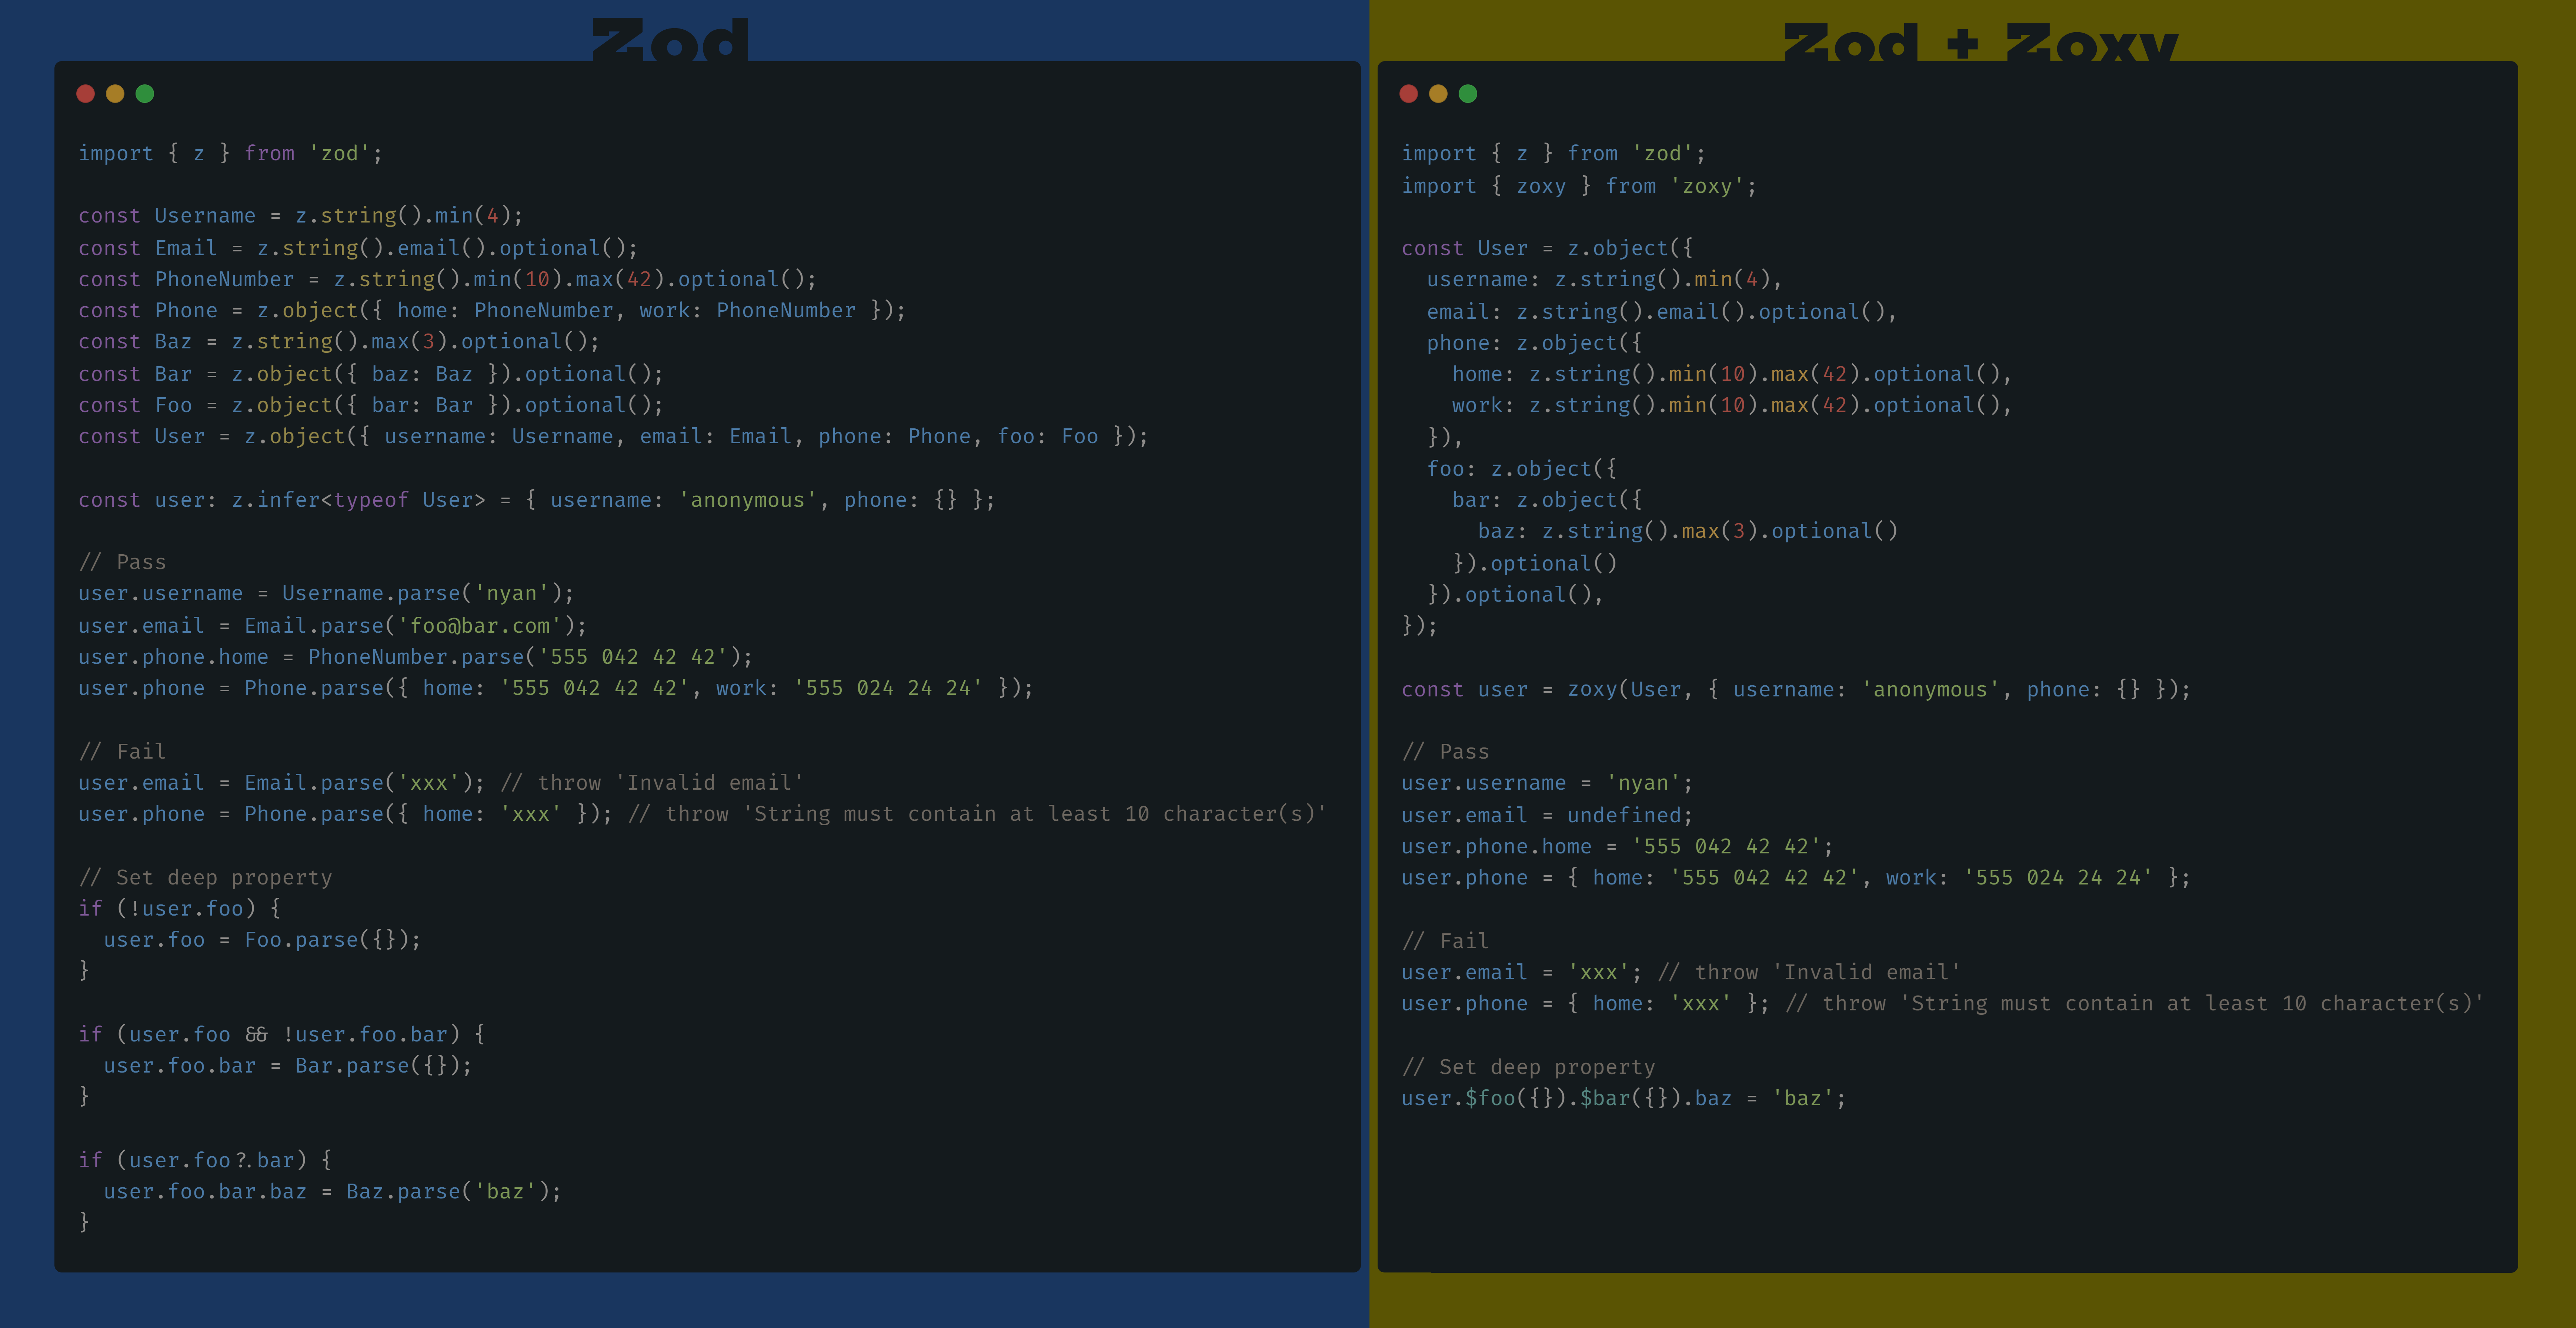 Zod
import { z } from 'zod';
const Username = z.string().min(4);
const Email = z.string().email().optional();
const PhoneNumber = z.string().min(10).max(42).optional();
const Phone = z.object({ home: PhoneNumber, work: PhoneNumber });
const Baz = z.string().max(3).optional();
const Bar = z.object({ baz: Baz }).optional();
const Foo = z.object({ bar: Bar }).optional();
const User = z.object({ username: Username, email: Email, phone: Phone, foo: Foo });
const user: z.infer<typeof User> = { username: 'anonymous', phone: {} };
// Pass
user.username = Username.parse('nyan');
user.email = Email.parse('foo@bar.com');
user.phone.home = PhoneNumber.parse('555 042 42 42');
user.phone = Phone.parse({ home: '555 042 42 42', work: '555 024 24 24' });
// Fail
user.email = Email.parse('xxx'); // throw 'Invalid email'
user.phone = Phone.parse({ home: 'xxx' }); // throw 'String must contain at least 10 character(s)'
// Set deep property
if (!user.foo) {
  user.foo = Foo.parse({});
}
if (user.foo && !user.foo.bar) {
  user.foo.bar = Bar.parse({});
}
if (user.foo?.bar) {
  user.foo.bar.baz = Baz.parse('baz');
}
Zod + Zoxy
import { z } from 'zod';
import { zoxy } from 'zoxy';
const User = z.object({
  username: z.string().min(4),
  email: z.string().email().optional(),
  phone: z.object({
    home: z.string().min(10).max(42).optional(),
    work: z.string().min(10).max(42).optional(),
  }),
  foo: z.object({
    bar: z.object({
      baz: z.string().max(3).optional()
    }).optional()
  }).optional(),
});
const user = zoxy(User, { username: 'anonymous', phone: {} });
// Pass
user.username = 'nyan';
user.email = undefined;
user.phone.home = '555 042 42 42';
user.phone = { home: '555 042 42 42', work: '555 024 24 24' };
// Fail
user.email = 'xxx'; // throw 'Invalid email'
user.phone = { home: 'xxx' }; // throw 'String must contain at least 10 character(s)'
// Set deep property
user.$foo({}).$bar({}).baz = 'baz';